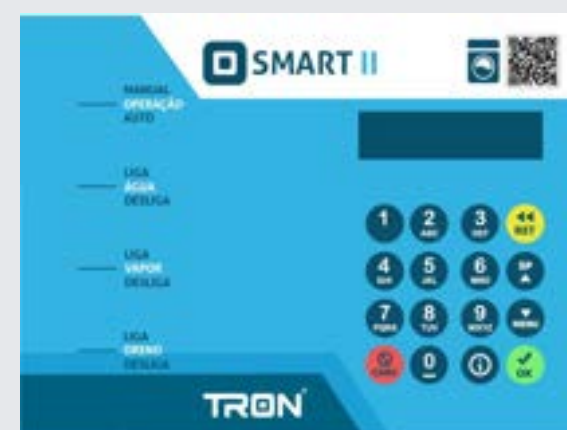 SMART II
MANUAL
OPERAÇÃO
AUTO
LIGA
ÁGUA
DESLIGA
LIGA
VAPOR
DESLIGA
LIGA
DRENO
DESLIGA
1 2 ABC 3 DEF RET
4 GHI 5 JKL 6 MNO SP
7 PQRS 8 TUV 9 WXYZ MENU
CANC 0 OK
TRON